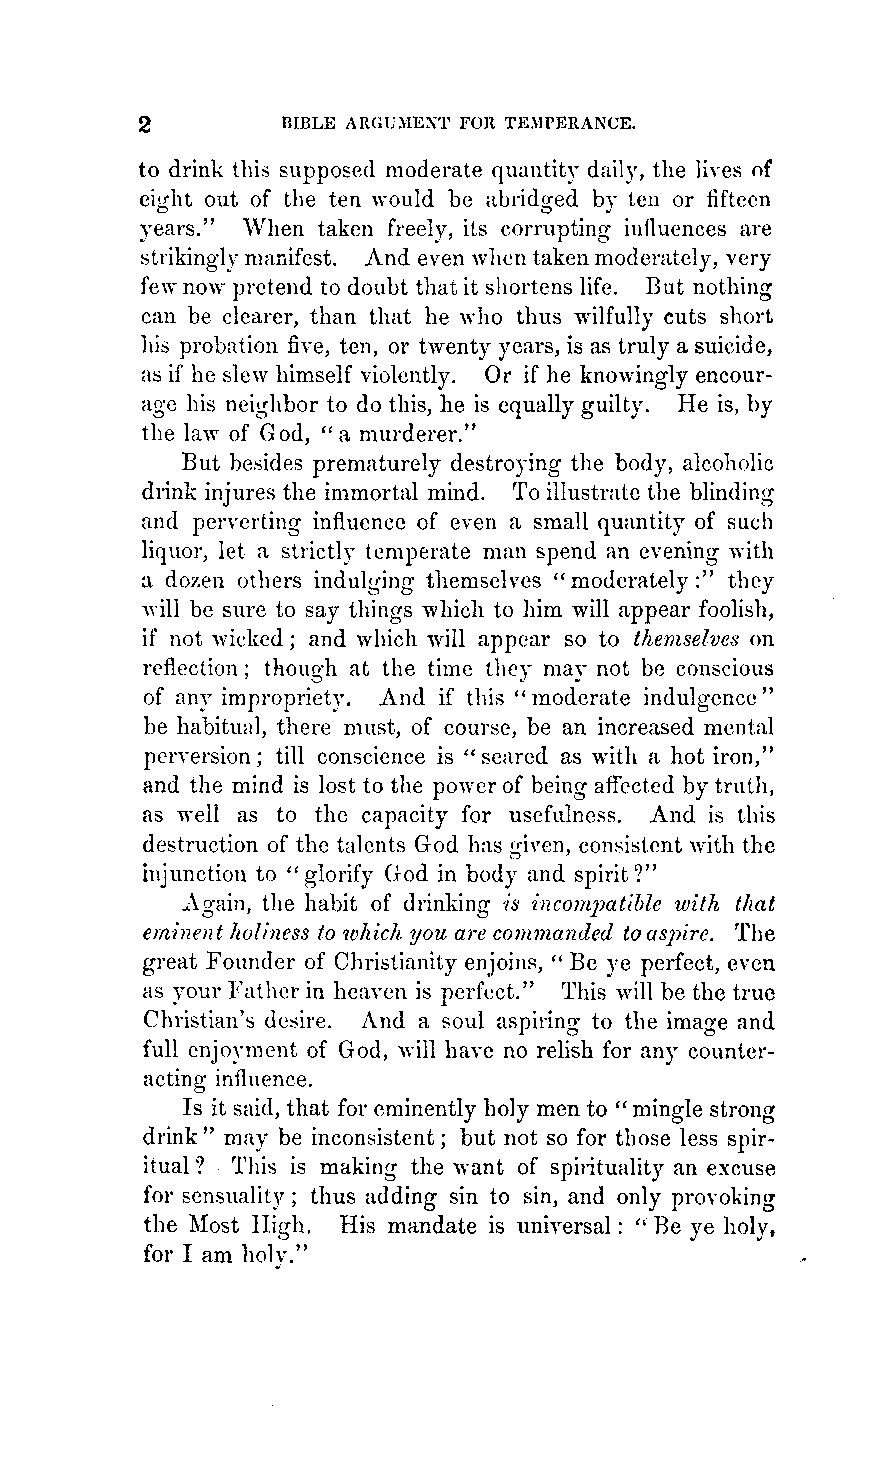 2 BIBLE ARGUMENT FOR TEMPERANCE.
to drink this supposed moderate quantity daily, the lives of
eight out of the ten would be abridged by ten or fifteen
years." When taken freely, its corrupting influences are
strikingly manifest. And even when taken moderately, very
few now pretend to doubt that it shortens life. But nothing
can be clearer, than that he who thus wilfully cuts short
his probation five, ten, or twenty years, is as truly a suicide,
as if he slew himself violently. Or if he knowingly encour-
age his neighbor to do this, he is equally guilty. He is, by
the law of God, "a murderer."
But besides prematurely destroying the body, alcoholic
drink injures the immortal mind. To illustrate the blinding
and perverting influence of even a small quantity of such
liquor, let a strictly temperate man spend an evening with
a dozen others indulging themselves "moderately:" they
will be sure to say things which to him will appear foolish,
if not wicked; and which will appear so to themselves on
reflection; though at the time they may not be conscious
of any impropriety. And if this "moderate indulgence"
be habitual, there must, of course, be an increased mental
perversion; till conscience is "seared as with a hot iron,"
and the mind is lost to the power of being affected by truth,
as well as to the capacity for usefulness. And is this
destruction of the talents God has given, consistent with the
injunction to "glorify God in body and spirit?"
Again, the habit of drinking is incompatible with that
eminent holiness to which you are commanded to aspire. The
great Founder of Christianity enjoins, "Be ye perfect, even
as your Father in heaven is perfect." This will be the true
Christian's desire. And a soul aspiring to the image and
full enjoyment of God, will have no relish for any counter-
acting influence.
Is it said, that for eminently holy men to "mingle strong
drink" may be inconsistent; but not so for those less spir-
itual? This is making the want of spirituality an excuse
for sensuality; thus adding sin to sin, and only provoking
the Most High. His mandate is universal: "Be ye holy,
for I am holy."